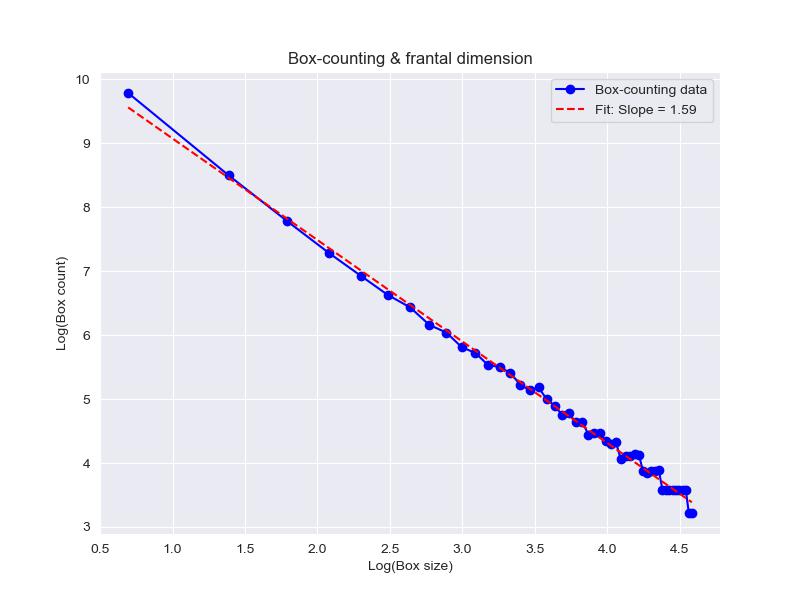 Box-counting & frantal dimension
Box-counting data
Fit: Slope = 1.59
Log(Box count)
10
9
8
7
6
5
4
3
0.5 1.0 1.5 2.0 2.5 3.0 3.5 4.0 4.5
Log(Box size)